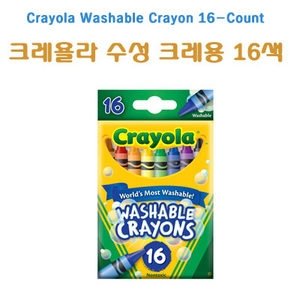 Crayola Washable Crayon 16-Count
크레욜라 수성 크레용 16색
16
Washable
Crayola
World's Most Washable!
WASHABLE
CRAYONS
16
Nontoxic